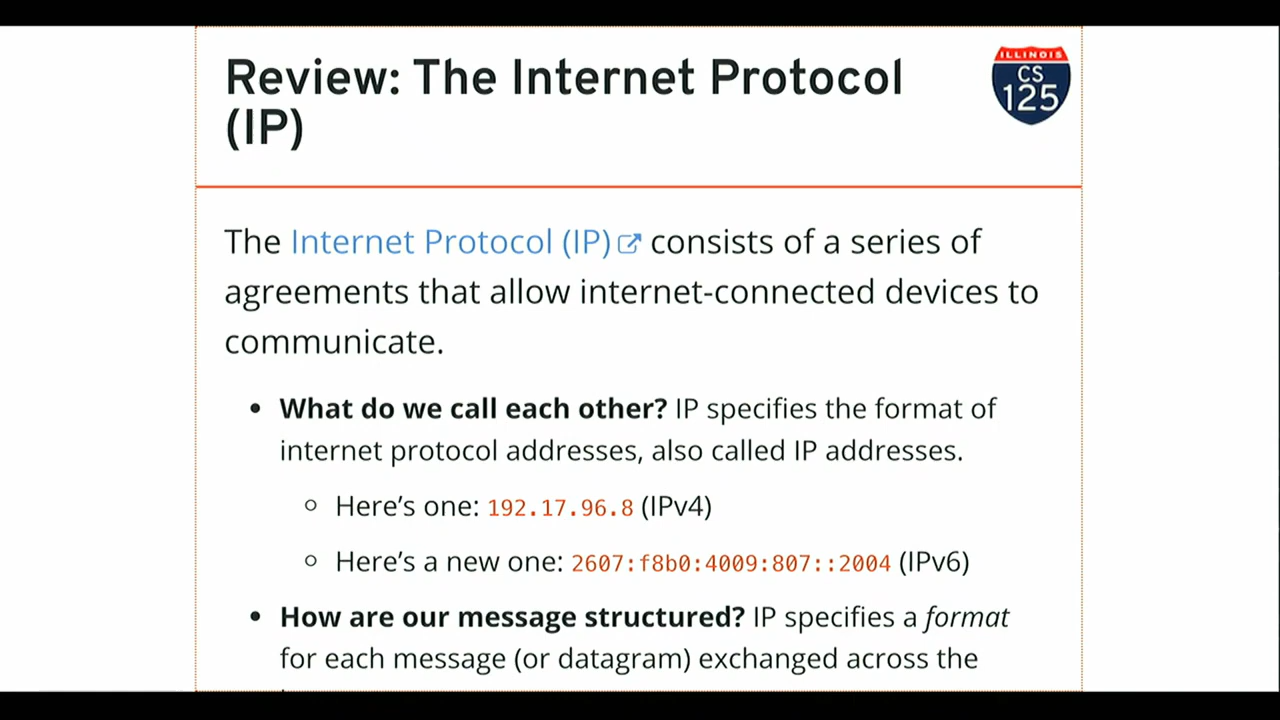 Review: The Internet Protocol
(IP)
ILLINOIS
CS
125
The Internet Protocol (IP) consists of a series of
agreements that allow internet-connected devices to
communicate.
• What do we call each other? IP specifies the format of
internet protocol addresses, also called IP addresses.
○ Here's one: 192.17.96.8 (IPv4)
○ Here's a new one: 2607:f8b0:4009:807::2004 (IPv6)
• How are our message structured? IP specifies a format
for each message (or datagram) exchanged across the